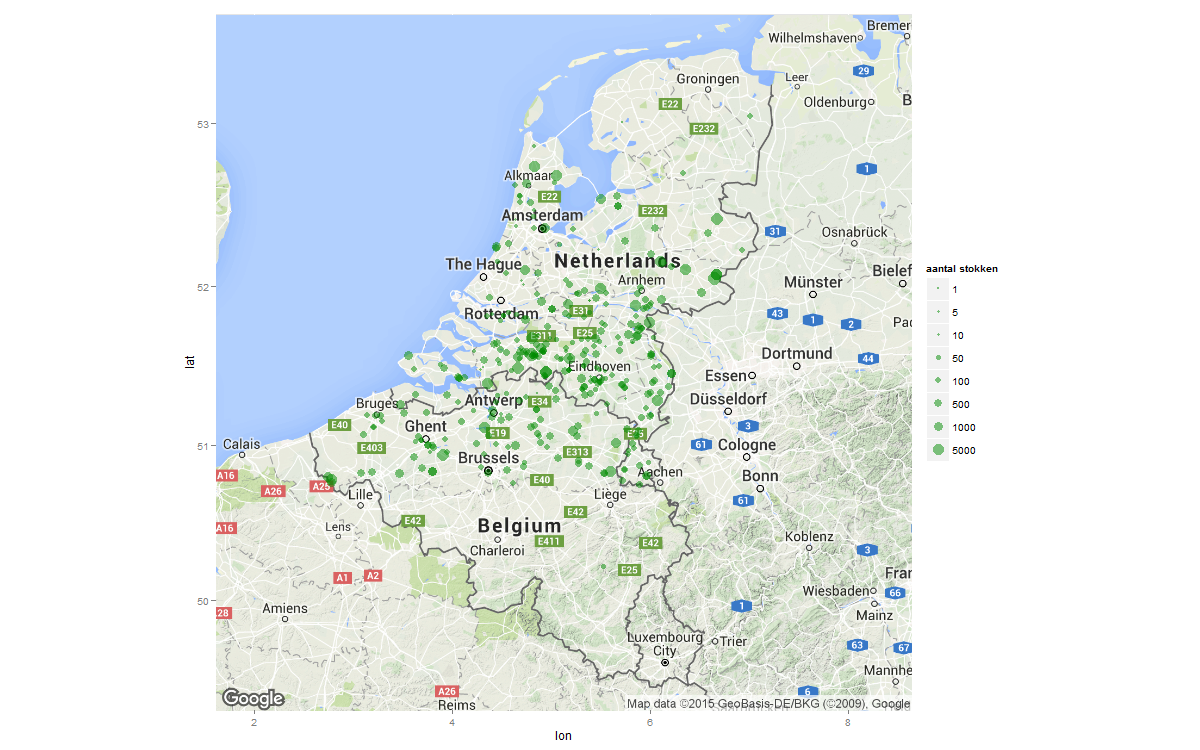 Bremer
Wilhelmshaven
Groningen
29
Leer
Oldenburg
B
E22
53
E232
1
Alkmaar
E22
E232
Amsterdam
31
Osnabrück
The Hague
Netherlands
Bielef
aantal stokken
Arnhem
Münster
52
1
5
10
50
100
500
1000
5000
Rotterdam
E31
43
1
2
Pad
E311
E25
lat
Dortmund
44
Eindhoven
Essen
Bruges
Antwerp
E34
Düsseldorf
E40
Ghent
E19
3
Calais
51
E403
61
Cologne
Brussels
E313
A16
A25
E40
Aachen
Bonn
A26
Lille
Liège
61
E42
E42
A16
Lens
Belgium
E411
E42
Koblenz
3
Charleroi
E25
Fran
A1
A2
Wiesbaden
66
50
Amiens
1
Mainz
28
Luxembourg
City
Trier
63
67
Mannhe
A26
6
Google
Reims
Map data ©2015 GeoBasis-DE/BKG (©2009), Google
2
4
6
8
lon